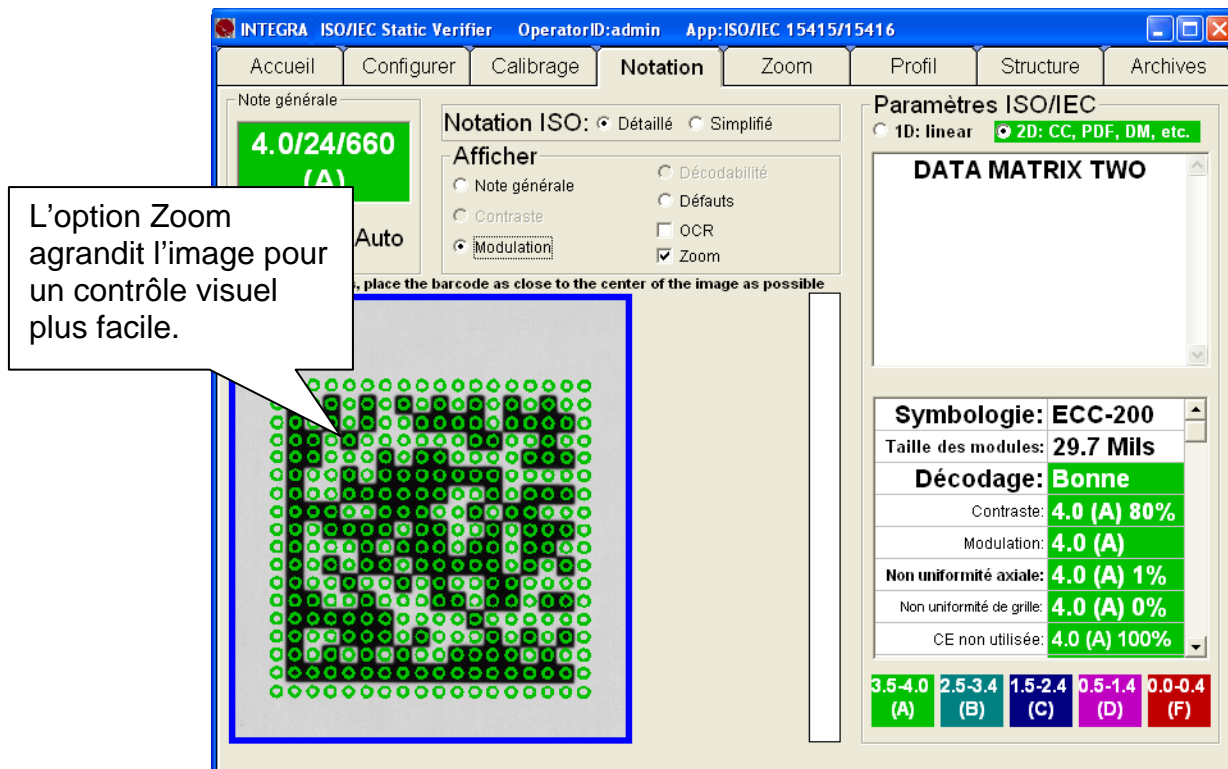 INTEGRA ISO/IEC Static Verifier OperatorID:admin App:ISO/IEC 15415/15416
Accueil Configurer Calibrage Notation Zoom Profil Structure Archives
Note générale
4.0/24/660
(A)
Auto
L'option Zoom
agrandit l'image pour
un contrôle visuel
plus facile.
Notation ISO: Détaillé Simplifié
Afficher
Note générale
Contraste
Modulation
Décodabilité
Défauts
OCR
Zoom
, place the barcode as close to the center of the image as possible
Paramètres ISO/IEC
1D: linear 2D: CC, PDF, DM, etc.
DATA MATRIX TWO
Symbologie: ECC-200
Taille des modules: 29.7 Mils
Décodage: Bonne
Contraste: 4.0 (A) 80%
Modulation: 4.0 (A)
Non uniformité axiale: 4.0 (A) 1%
Non uniformité de grille: 4.0 (A) 0%
CE non utilisée: 4.0 (A) 100%
3.5-4.0 2.5-3.4 1.5-2.4 0.5-1.4 0.0-0.4
(A) (B) (C) (D) (F)